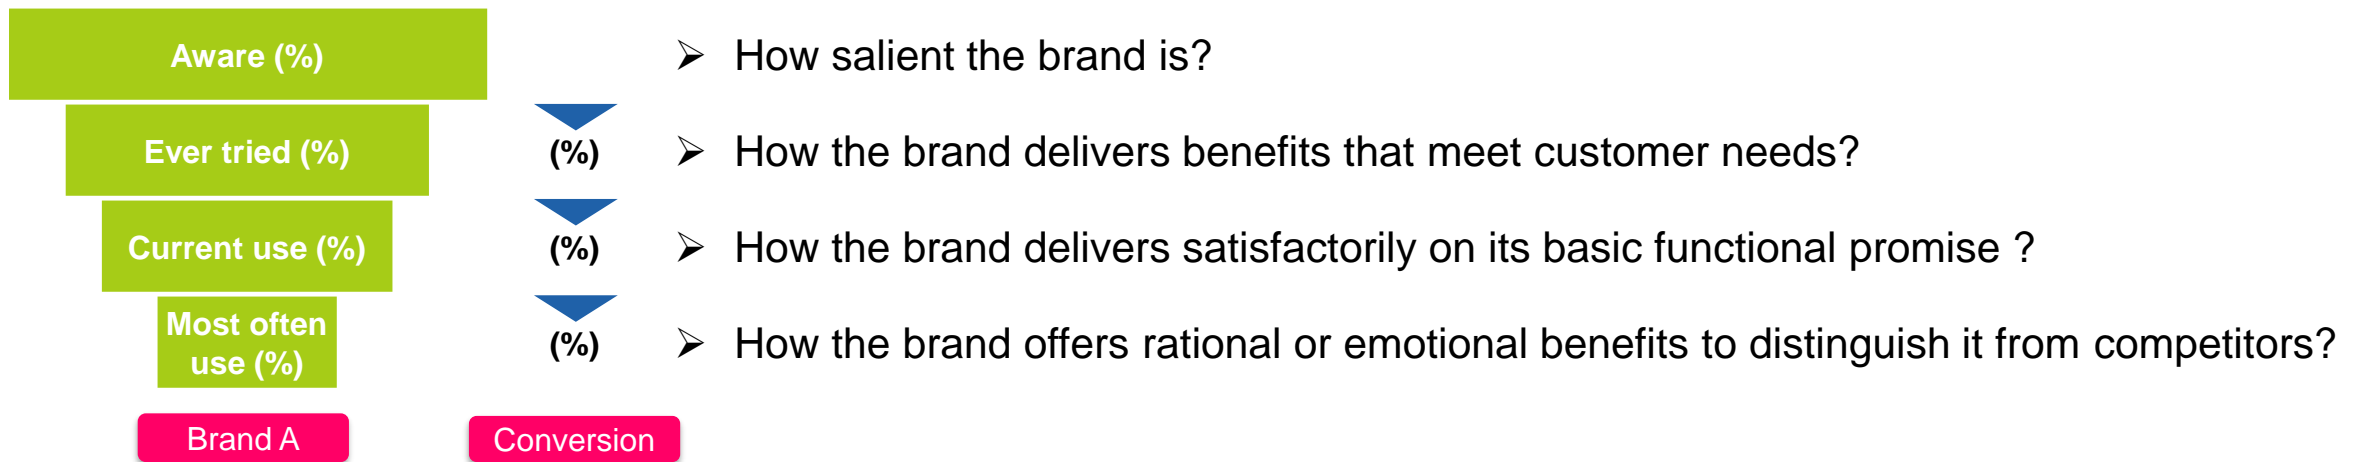 Aware (%)
➢ How salient the brand is?
Ever tried (%)
(%)
➢ How the brand delivers benefits that meet customer needs?
Current use (%)
(%)
➢ How the brand delivers satisfactorily on its basic functional promise ?
Most often
use (%)
(%)
➢ How the brand offers rational or emotional benefits to distinguish it from competitors?
Brand A
Conversion